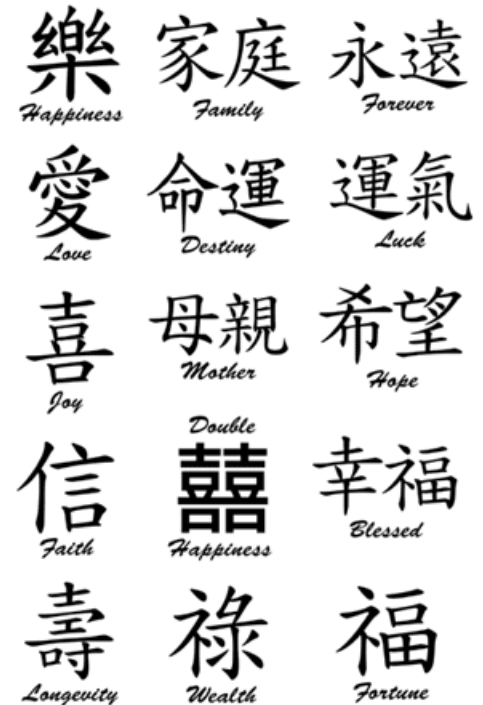 樂 家庭 永遠
Happiness Family Forever
愛 命運 運氣
Love Destiny Luck
喜 母親 希望
Joy Mother Hope
Double
信 囍 幸福
Faith Happiness Blessed
壽 祿 福
Longevity Wealth Fortune